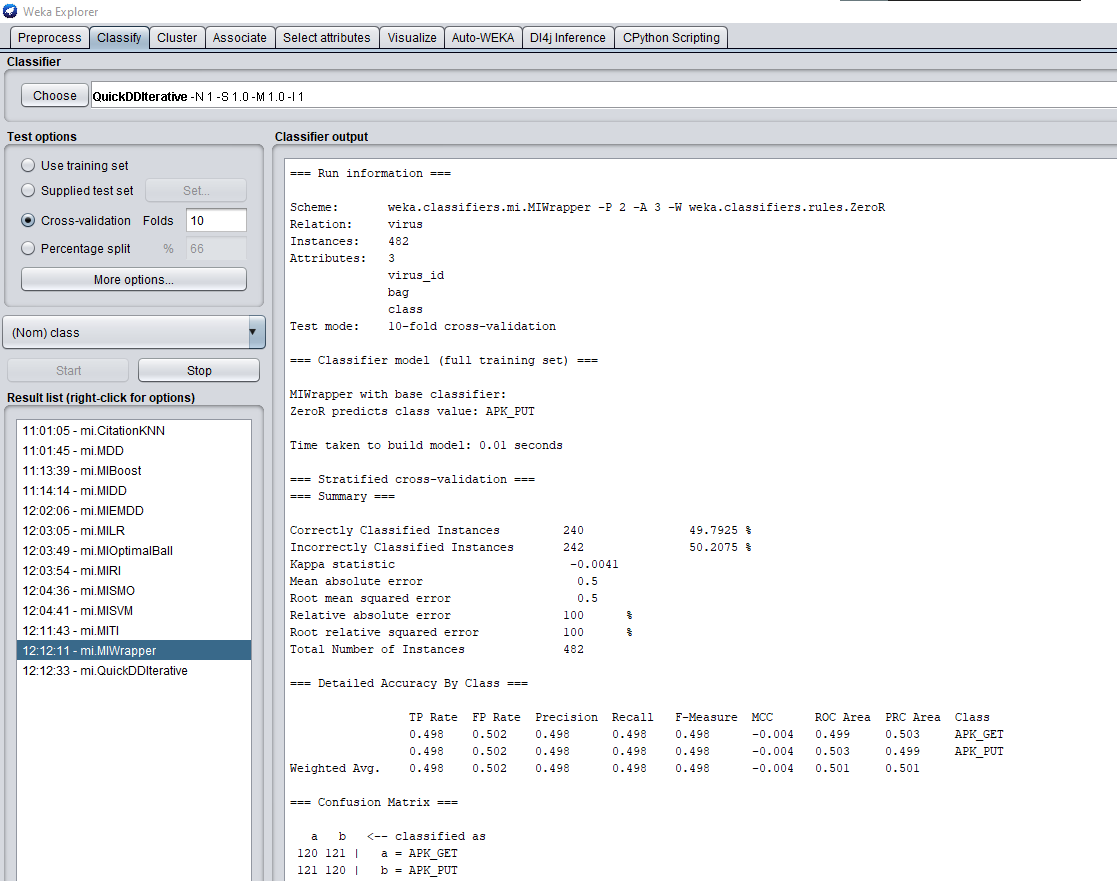 Weka Explorer
Preprocess Classify Cluster Associate Select attributes Visualize Auto-WEKA Dl4j Inference CPython Scripting
Classifier
Choose QuickDDIterative -N 1 -S 1.0 -M 1.0 -I 1
Test options
Use training set
Supplied test set Set...
Cross-validation Folds 10
Percentage split % 66
More options...
(Nom) class
Start Stop
Result list (right-click for options)
11:01:05 - mi.CitationKNN
11:01:45 - mi.MDD
11:13:39 - mi.MIBoost
11:14:14 - mi.MIDD
12:02:06 - mi.MIEMDD
12:03:05 - mi.MILR
12:03:49 - mi.MIOptimalBall
12:03:54 - mi.MIRI
12:04:36 - mi.MISMO
12:04:41 - mi.MISVM
12:11:43 - mi.MITI
12:12:11 - mi.MIWrapper
12:12:33 - mi.QuickDDIterative
Classifier output
=== Run information ===
Scheme: weka.classifiers.mi.MIWrapper -P 2 -A 3 -W weka.classifiers.rules.ZeroR
Relation: virus
Instances: 482
Attributes: 3
virus_id
bag
class
Test mode: 10-fold cross-validation
=== Classifier model (full training set) ===
MIWrapper with base classifier:
ZeroR predicts class value: APK_PUT
Time taken to build model: 0.01 seconds
=== Stratified cross-validation ===
=== Summary ===
Correctly Classified Instances 240 49.7925 %
Incorrectly Classified Instances 242 50.2075 %
Kappa statistic -0.0041
Mean absolute error 0.5
Root mean squared error 0.5
Relative absolute error 100 %
Root relative squared error 100 %
Total Number of Instances 482
=== Detailed Accuracy By Class ===
TP Rate FP Rate Precision Recall F-Measure MCC ROC Area PRC Area Class
0.498 0.502 0.498 0.498 0.498 -0.004 0.499 0.503 APK_GET
0.498 0.502 0.498 0.498 0.498 -0.004 0.503 0.499 APK_PUT
Weighted Avg. 0.498 0.502 0.498 0.498 0.498 -0.004 0.501 0.501
=== Confusion Matrix ===
a b <-- classified as
120 121 | a = APK_GET
121 120 | b = APK_PUT